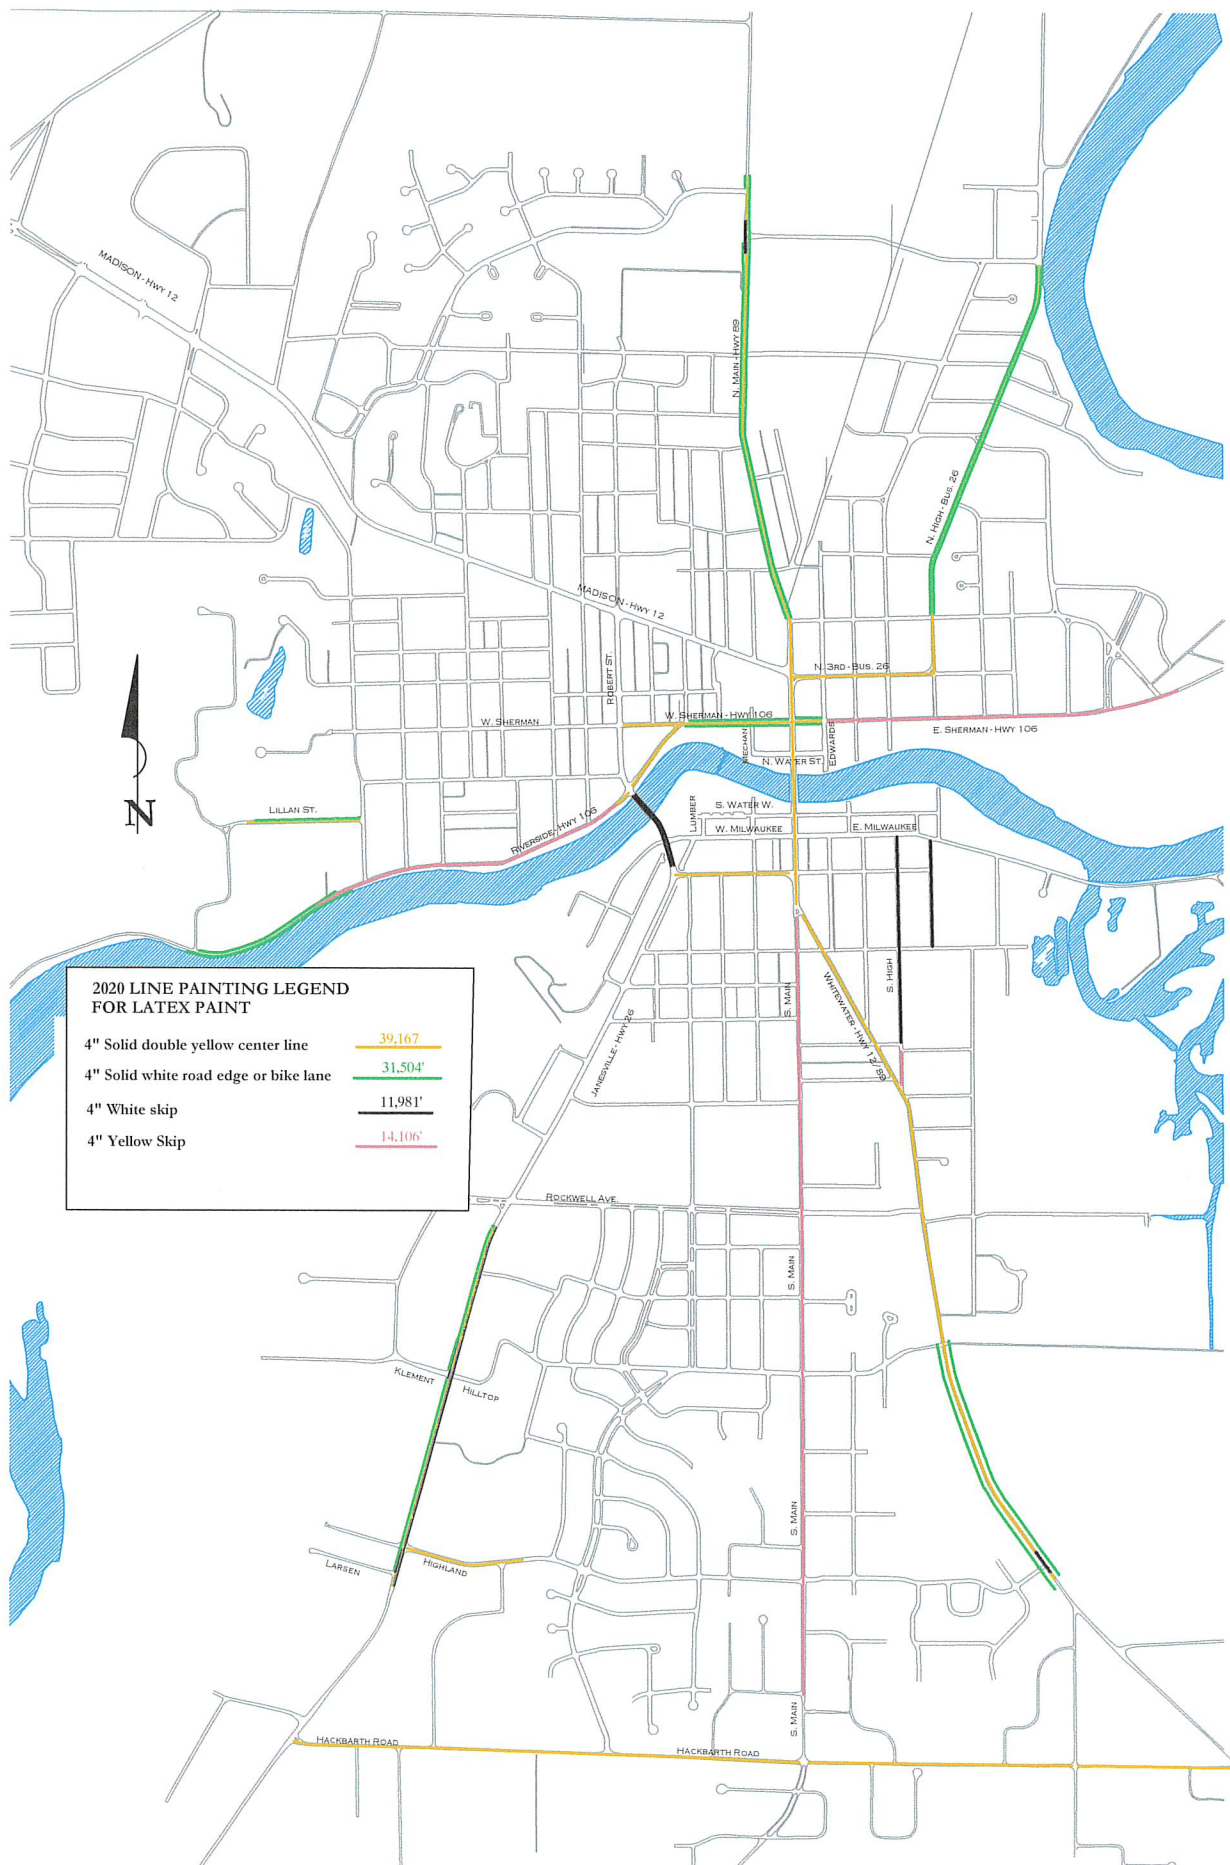 MADISON - HWY 12
N. MAIN - HWY 89
N. HIGH - BUS. 26
MADISON - HWY 12
ROBERT ST.
N. 3RD - BUS. 26
W. SHERMAN
W. SHERMAN - HWY 106
EDWARDS
E. SHERMAN - HWY 106
N. WATER ST.
N
LILLAN ST.
RIVERSIDE - HWY 106
LUMBER
S. WATER W.
W. MILWAUKEE
E. MILWAUKEE
S. MAIN
WHITEWATER - HWY 12/89
S. HIGH
JANESVILLE - HWY 26
2020 LINE PAINTING LEGEND
FOR LATEX PAINT
4" Solid double yellow center line 39,167
4" Solid white road edge or bike lane 31,504'
4" White skip 11,981'
4" Yellow Skip 14,106'
ROCKWELL AVE.
S. MAIN
KLEMENT
HILLTOP
S. MAIN
LARSEN
HIGHLAND
S. MAIN
HACKBARTH ROAD
HACKBARTH ROAD